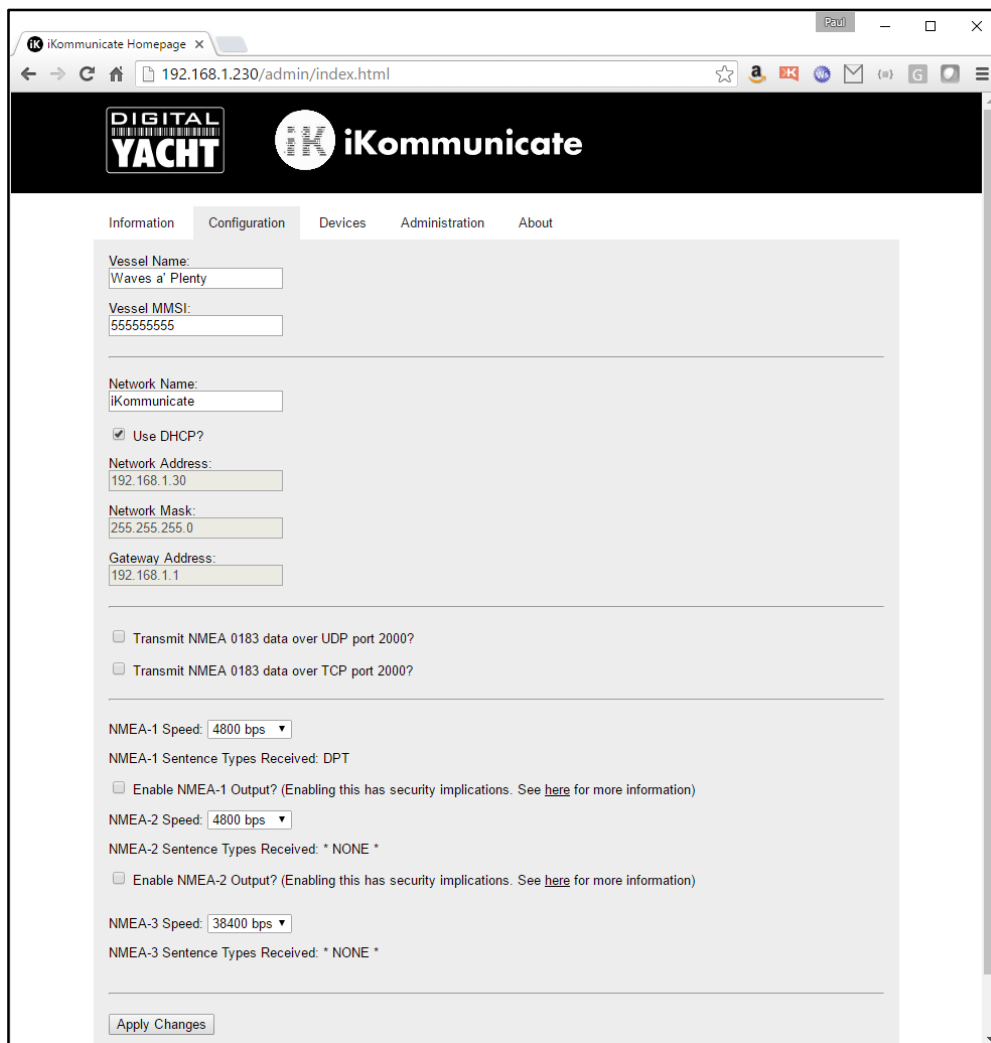 Paul
iK iKommunicate Homepage
192.168.1.230/admin/index.html
DIGITAL
YACHT
iK iKommunicate
Information Configuration Devices Administration About
Vessel Name:
Waves a' Plenty
Vessel MMSI:
555555555
Network Name:
iKommunicate
Use DHCP?
Network Address:
192.168.1.30
Network Mask:
255.255.255.0
Gateway Address:
192.168.1.1
Transmit NMEA 0183 data over UDP port 2000?
Transmit NMEA 0183 data over TCP port 2000?
NMEA-1 Speed: 4800 bps
NMEA-1 Sentence Types Received: DPT
Enable NMEA-1 Output? (Enabling this has security implications. See here for more information)
NMEA-2 Speed: 4800 bps
NMEA-2 Sentence Types Received: * NONE *
Enable NMEA-2 Output? (Enabling this has security implications. See here for more information)
NMEA-3 Speed: 38400 bps
NMEA-3 Sentence Types Received: * NONE *
Apply Changes